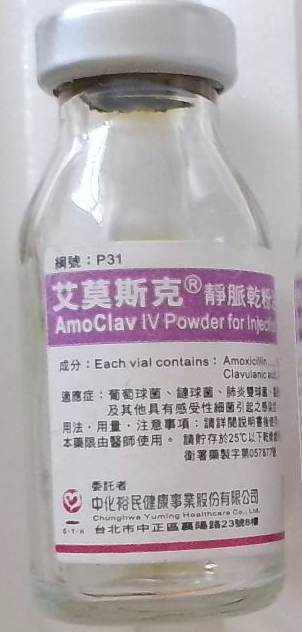 編號：P31
艾莫斯克® 靜脈乾粉
AmoClav IV Powder for Injectio
成分：Each vial contains： Amoxicillin
Clavulanic
適應症：葡萄球菌、鏈球菌、肺炎雙球菌、
及其他具有感受性細菌引起之感染
用法．用量．注意事項：請詳閱說明書後使
本藥限由醫師使用。 請貯存於25℃以下乾燥
衛署藥製字第057877
委託者
中化裕民健康事業股份有限公司
Chunghwa Yuming Healthcare Co., Ltd.
台北市中正區襄陽路23號8樓